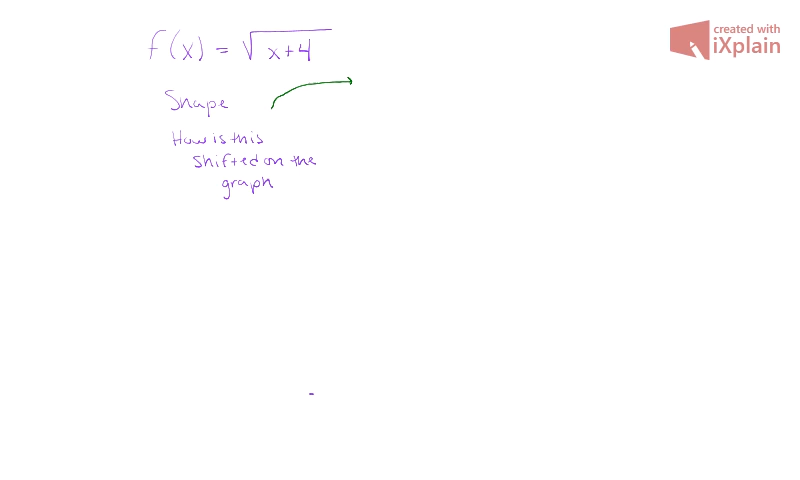 f(x) = √x+4
created with
iXplain
Shape
How is this
shifted on the
graph